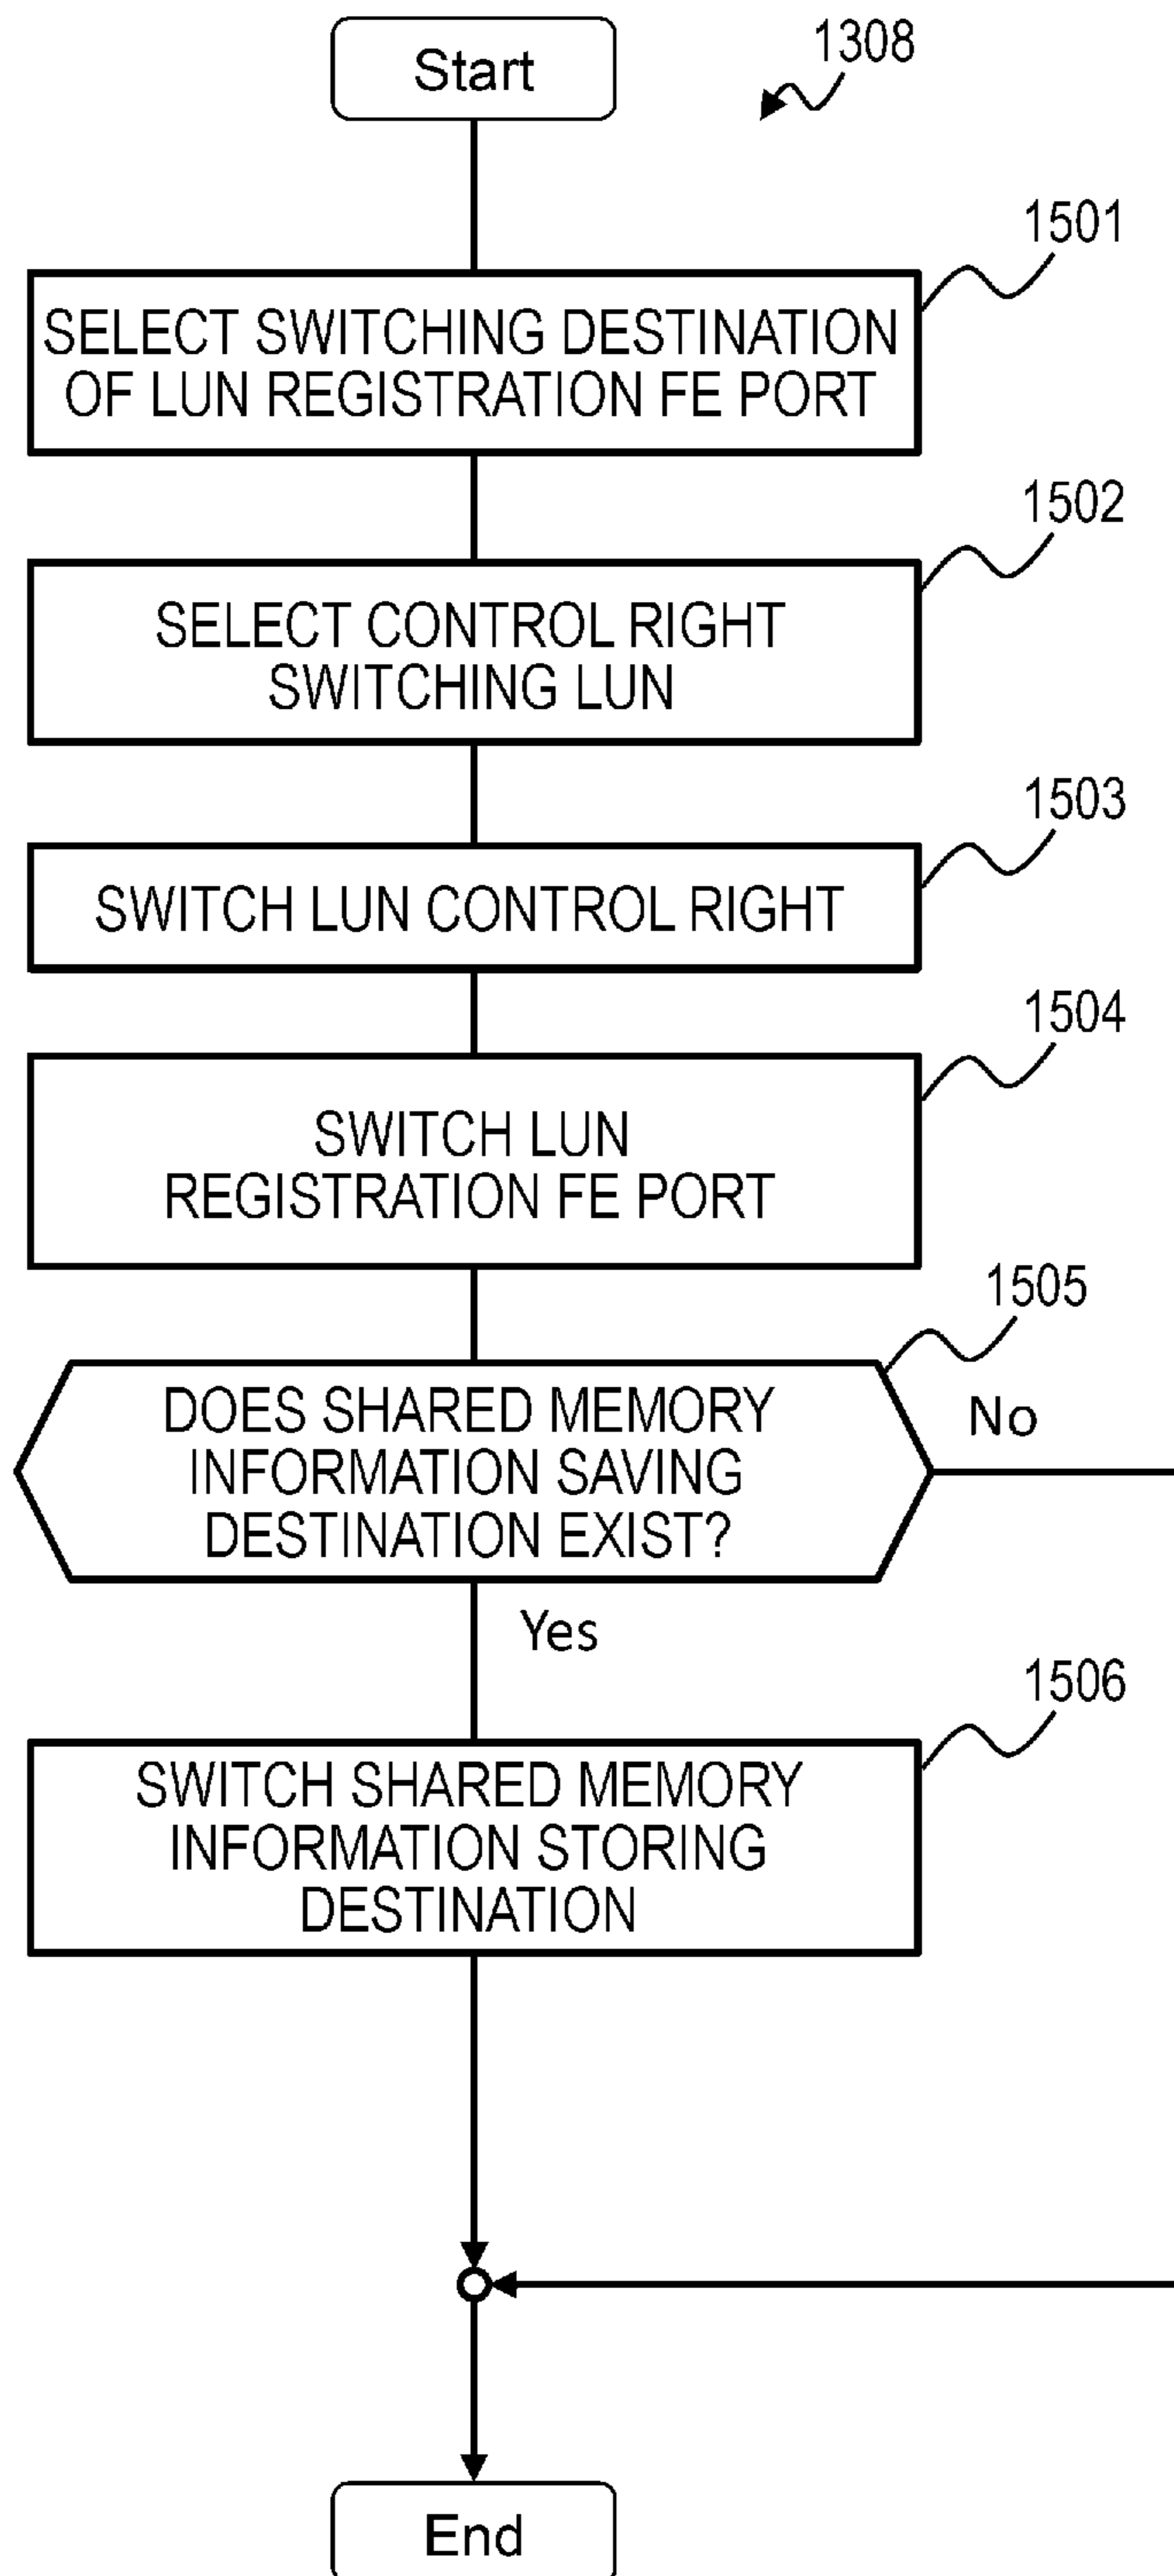 Start
1308
1501
SELECT SWITCHING DESTINATION
OF LUN REGISTRATION FE PORT
1502
SELECT CONTROL RIGHT
SWITCHING LUN
1503
SWITCH LUN CONTROL RIGHT
1504
SWITCH LUN
REGISTRATION FE PORT
1505
DOES SHARED MEMORY
INFORMATION SAVING
DESTINATION EXIST?
No
Yes
1506
SWITCH SHARED MEMORY
INFORMATION STORING
DESTINATION
End